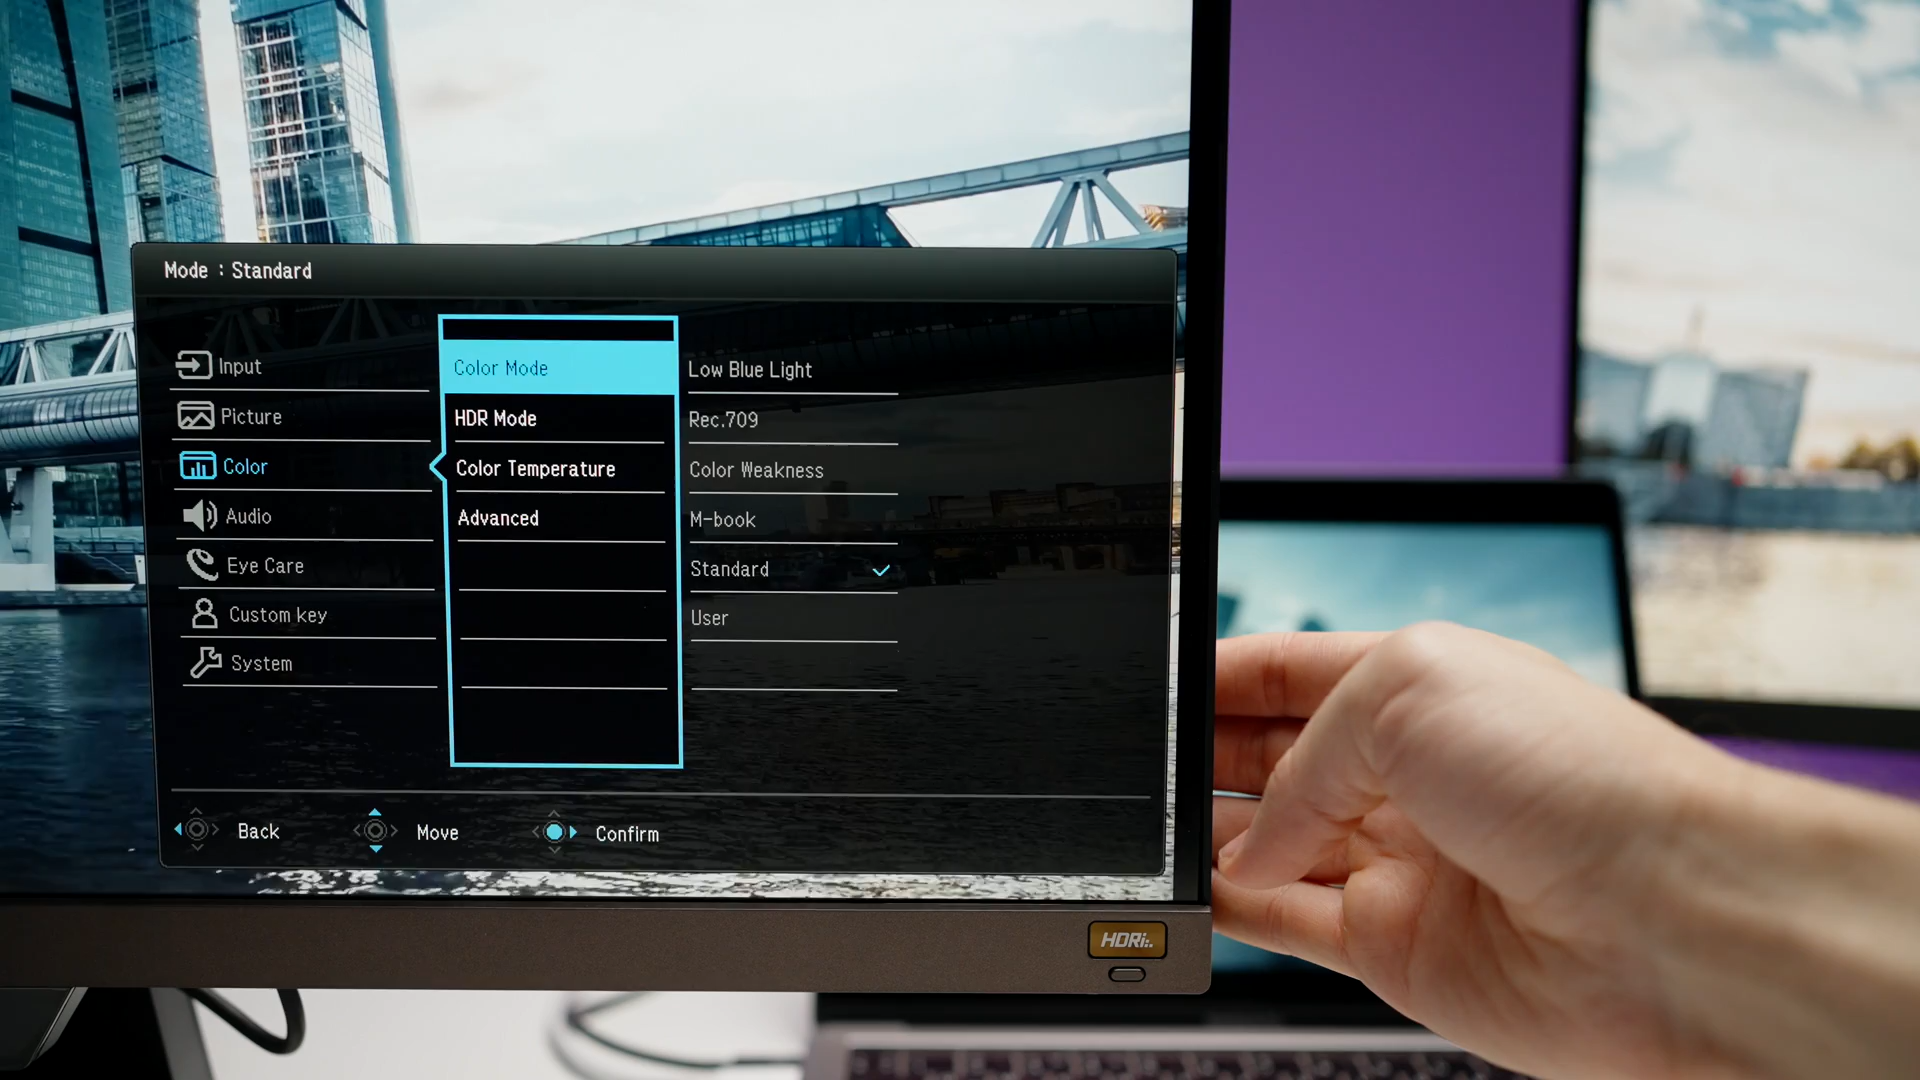 Mode : Standard
Input
Picture
Color
Audio
Eye Care
Custom key
System
Color Mode
HDR Mode
Color Temperature
Advanced
Low Blue Light
Rec.709
Color Weakness
M-book
Standard
User
Back
Move
Confirm
HDRi